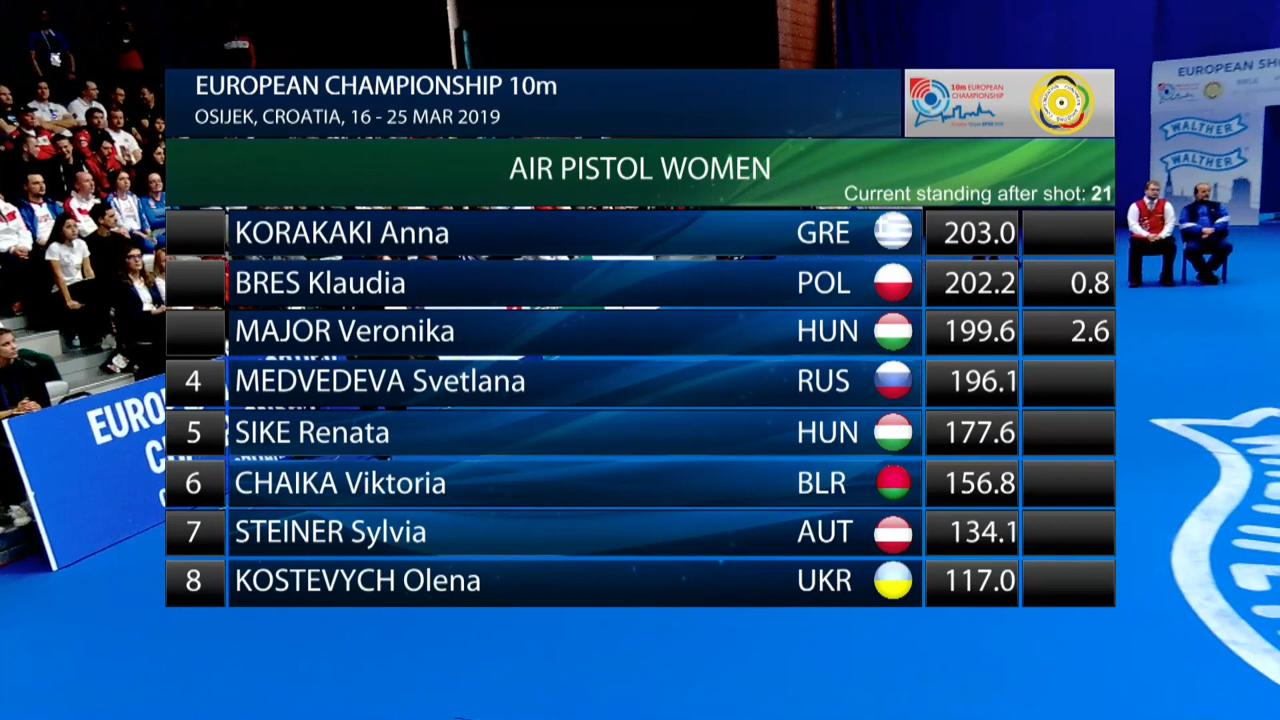 EUROPEAN CHAMPIONSHIP 10m
OSIJEK, CROATIA, 16 - 25 MAR 2019
10m EUROPEAN
CHAMPIONSHIP
EUROPEAN SH
WALTHER
WALTHER
AIR PISTOL WOMEN
Current standing after shot: 21
KORAKAKI Anna GRE 203.0
BRES Klaudia POL 202.2 0.8
MAJOR Veronika HUN 199.6 2.6
4 MEDVEDEVA Svetlana RUS 196.1
5 SIKE Renata HUN 177.6
6 CHAIKA Viktoria BLR 156.8
7 STEINER Sylvia AUT 134.1
8 KOSTEVYCH Olena UKR 117.0
EURO